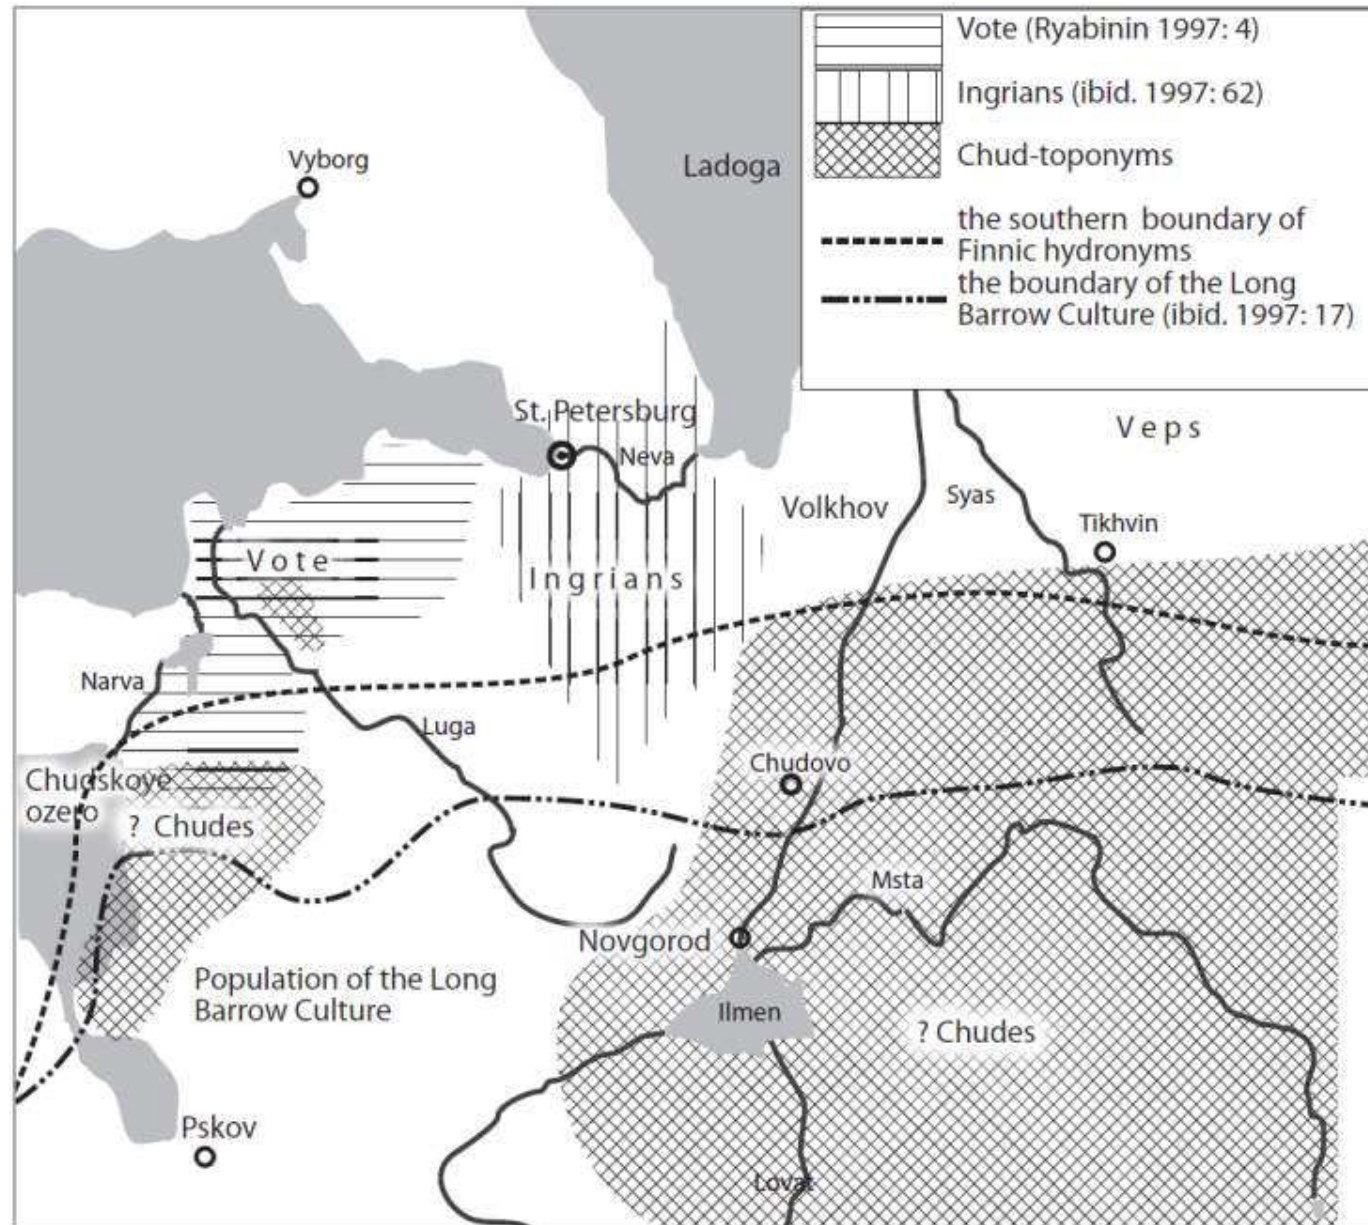 Vote (Ryabinin 1997: 4)
Ingrians (ibid. 1997: 62)
Chud-toponyms
the southern boundary of
Finnic hydronyms
the boundary of the Long
Barrow Culture (ibid. 1997: 17)
Vyborg
Ladoga
St. Petersburg
Neva
Veps
Volkhov
Syas
Tikhvin
Vote
Ingrians
Narva
Luga
Chudskoye
ozero
? Chudes
Chudovo
Msta
Novgorod
Population of the Long
Barrow Culture
Ilmen
? Chudes
Pskov
Lovat